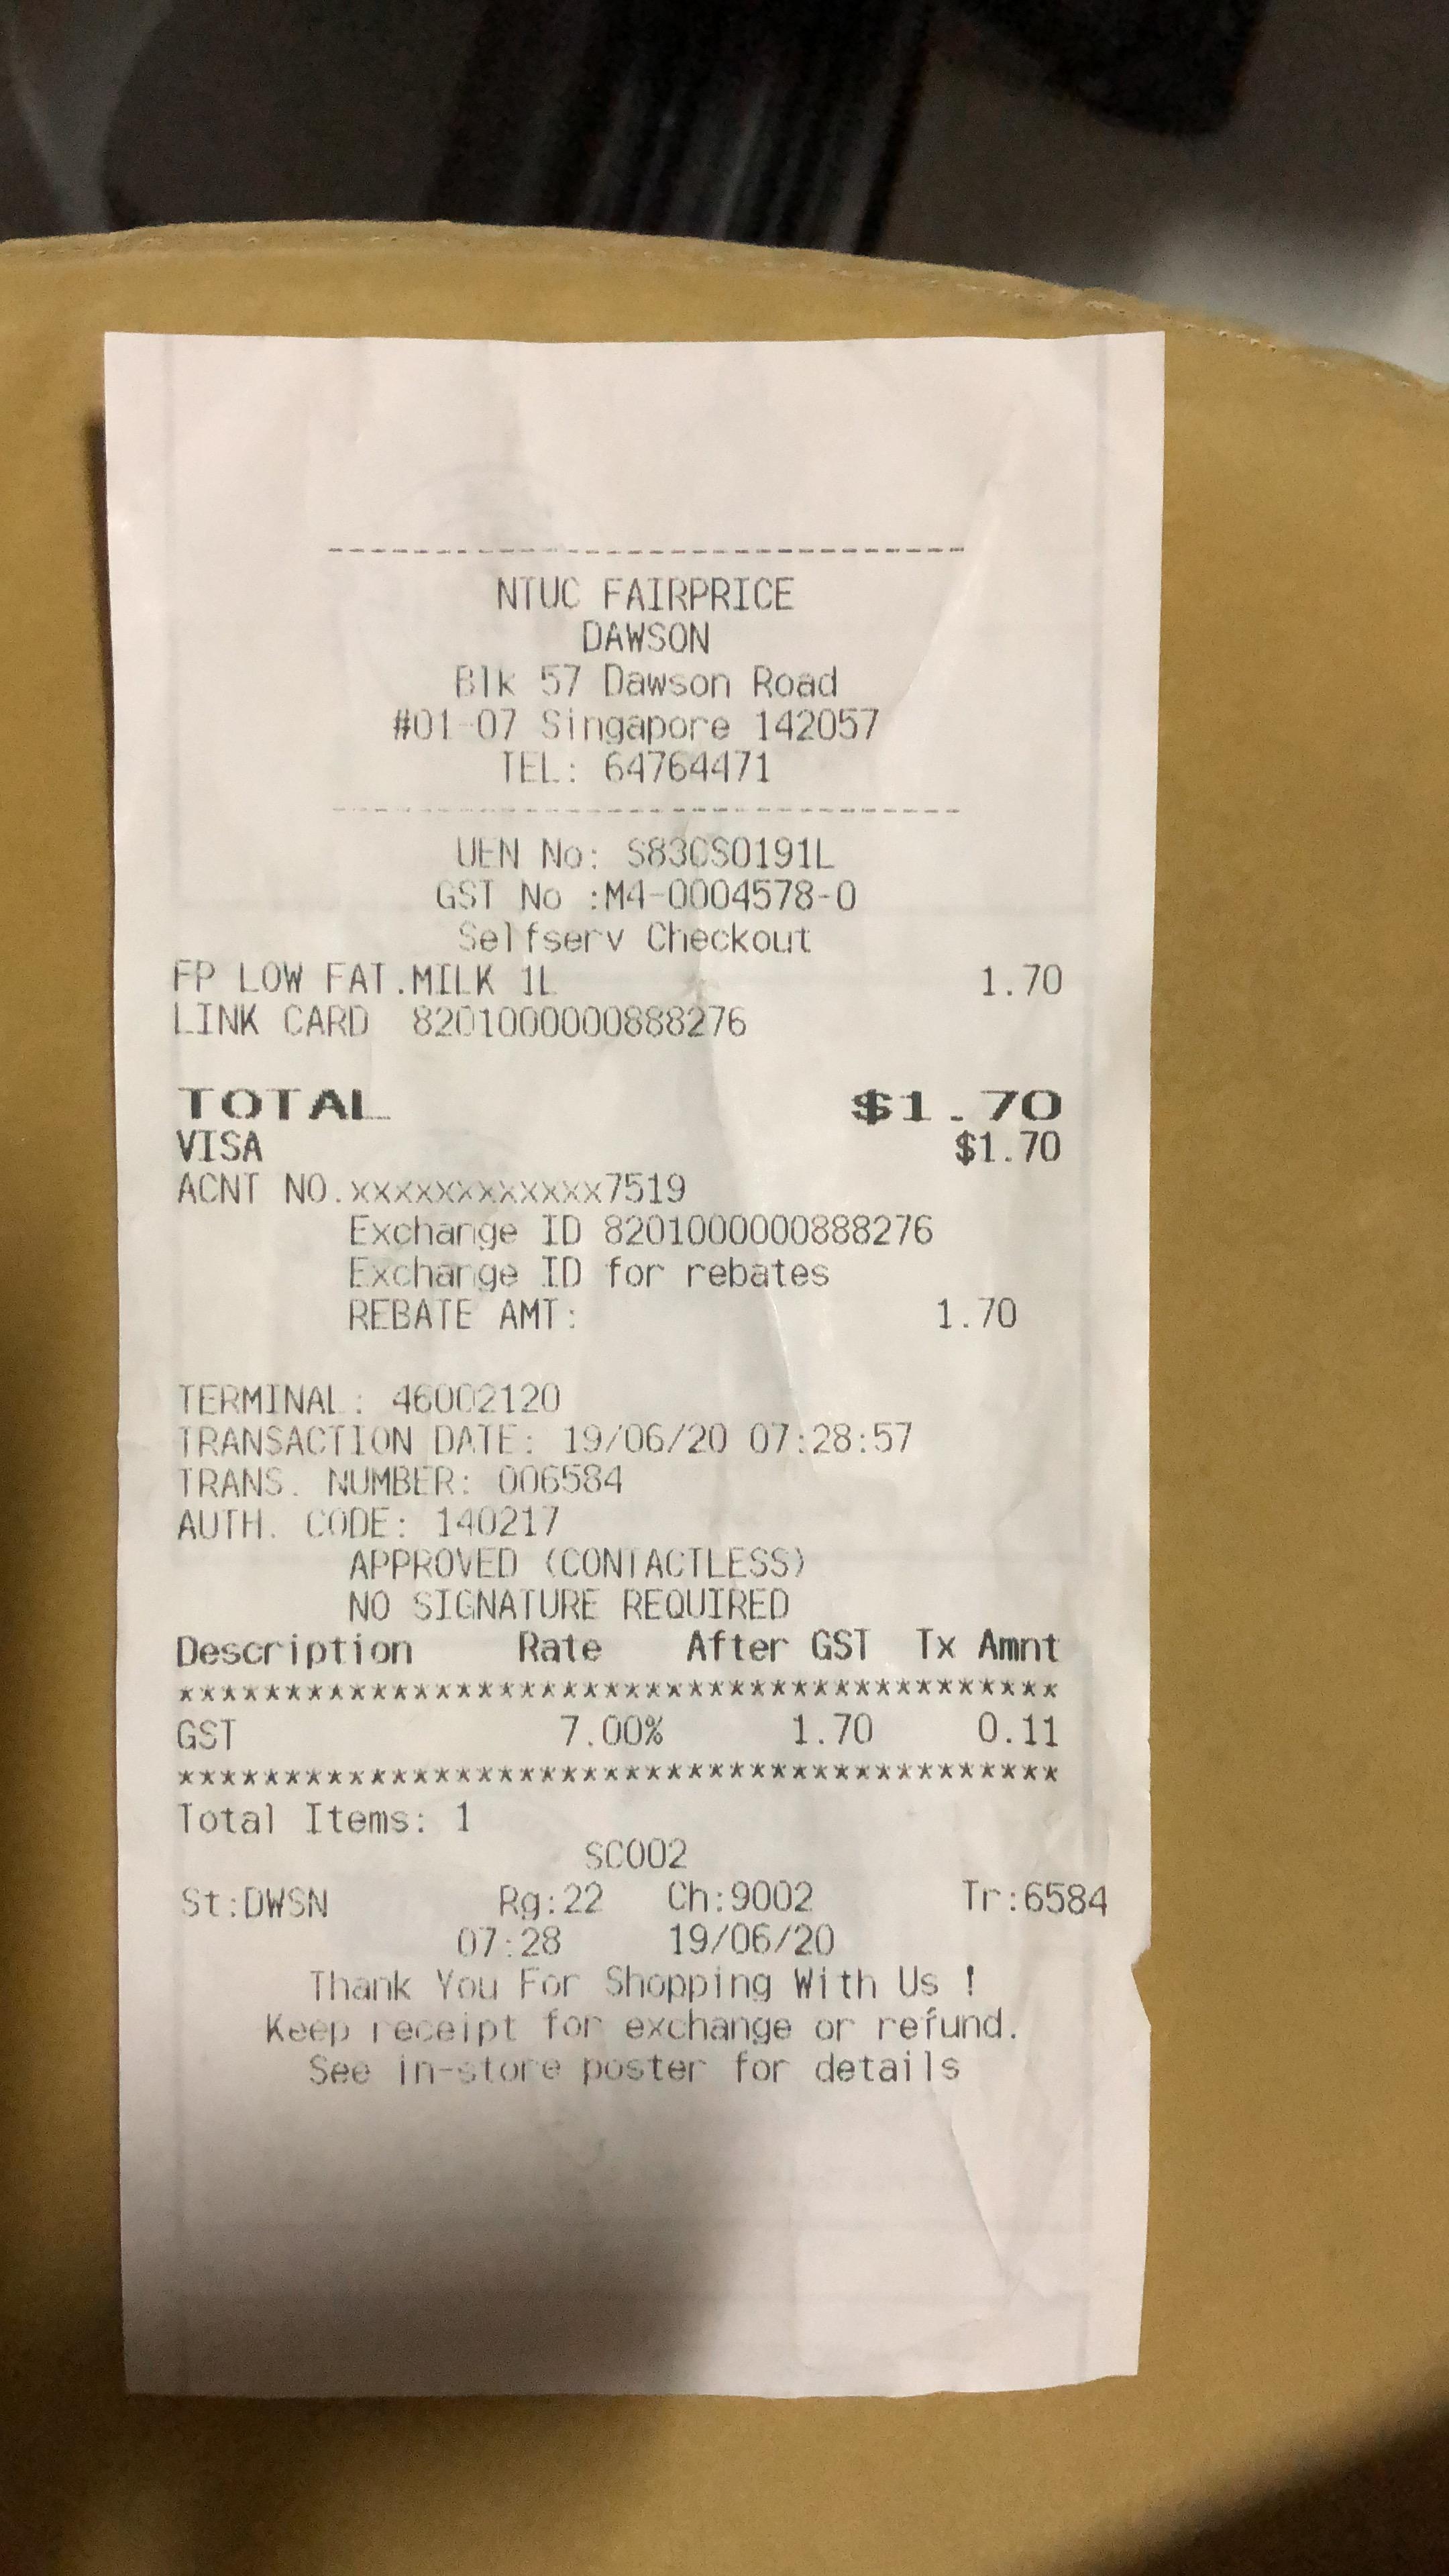 --------------------------------
NTUC FAIRPRICE
DAWSON
Blk 57 Dawson Road
#01-07 Singapore 142057
TEL: 64764471
--------------------------------
UEN No: S83CS0191L
GST No :M4-0004578-0
Selfserv Checkout
FP LOW FAT.MILK 1L 1.70
LINK CARD 8201000000888276
TOTAL $1.70
VISA $1.70
ACNT NO.xxxxxxxxxxxx7519
Exchange ID 8201000000888276
Exchange ID for rebates
REBATE AMT: 1.70
TERMINAL: 46002120
TRANSACTION DATE: 19/06/20 07:28:57
TRANS. NUMBER: 006584
AUTH. CODE: 140217
APPROVED (CONTACTLESS)
NO SIGNATURE REQUIRED
Description Rate After GST Tx Amnt
******************************************
GST 7.00% 1.70 0.11
******************************************
Total Items: 1
SC002
St:DWSN Rg:22 Ch:9002 Tr:6584
07:28 19/06/20
Thank You For Shopping With Us !
Keep receipt for exchange or refund.
See in-store poster for details